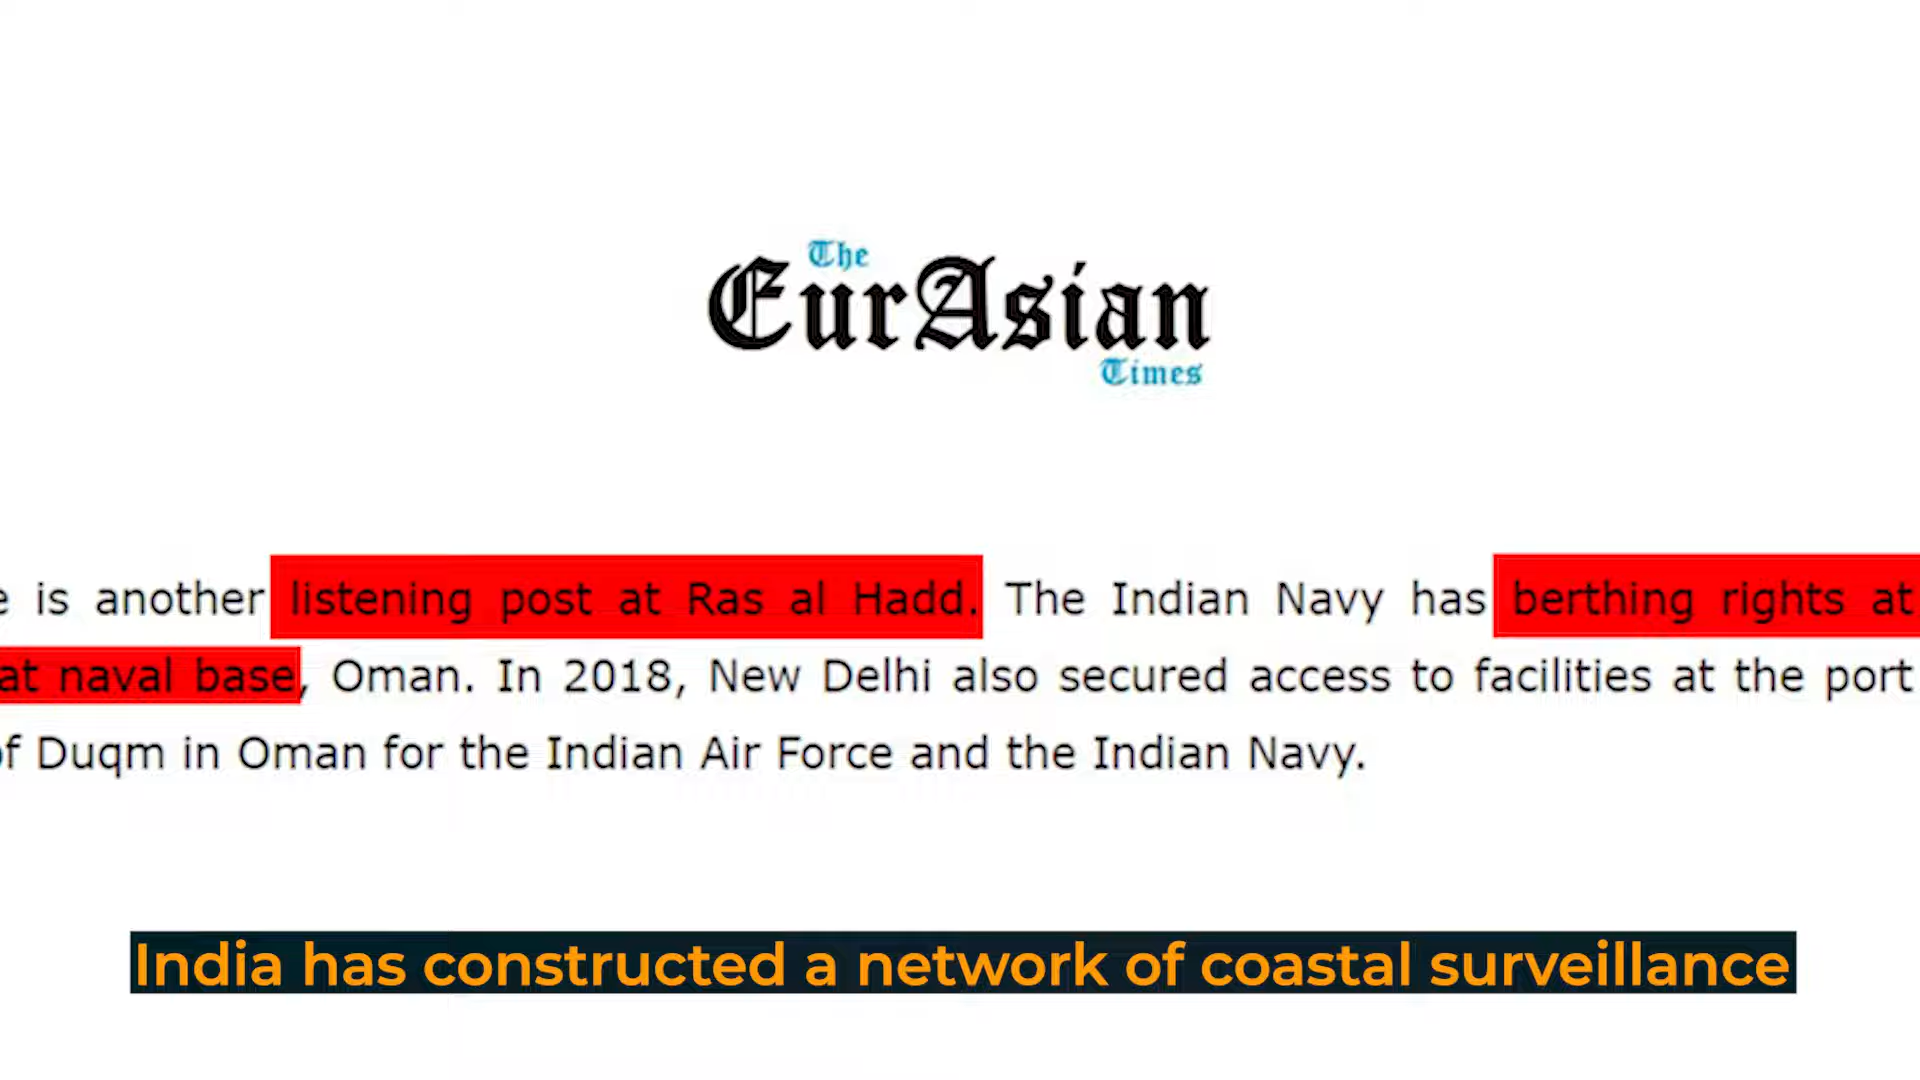 The
EurAsian
Times
is another listening post at Ras al Hadd. The Indian Navy has berthing rights at
at naval base, Oman. In 2018, New Delhi also secured access to facilities at the port
of Duqm in Oman for the Indian Air Force and the Indian Navy.
India has constructed a network of coastal surveillance